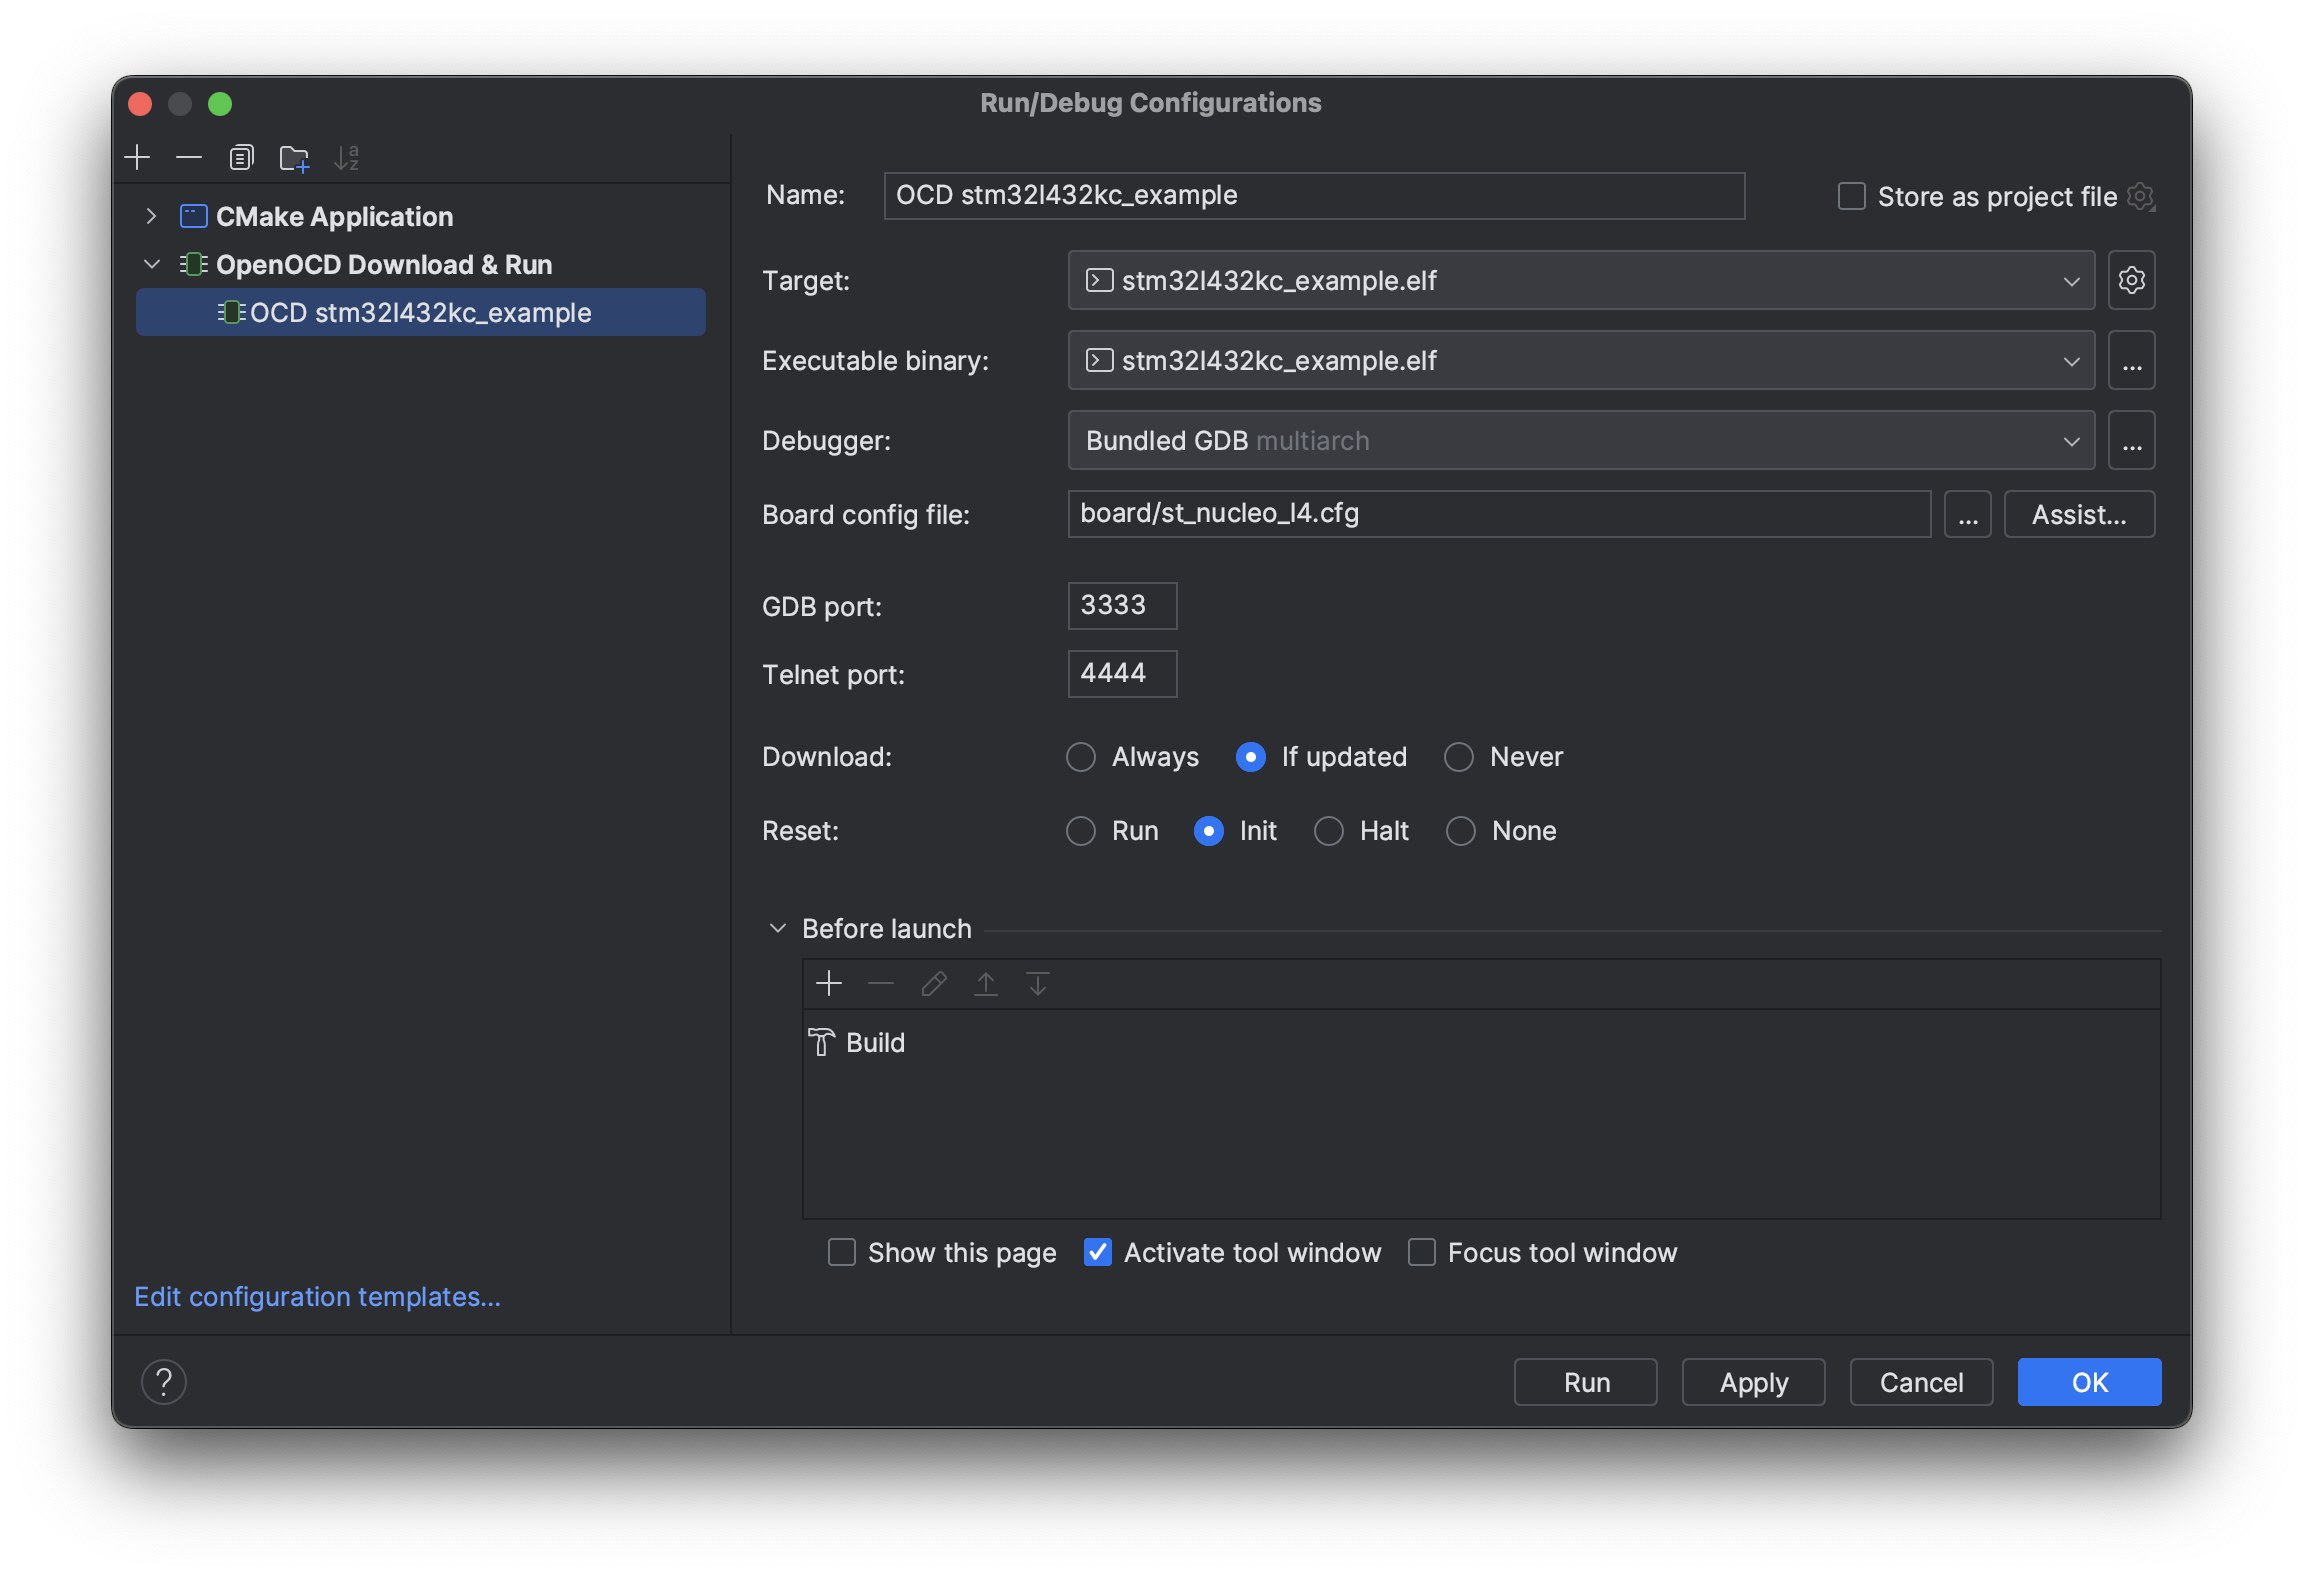 Run/Debug Configurations
CMake Application
OpenOCD Download & Run
OCD stm32l432kc_example
Edit configuration templates...
Name: OCD stm32l432kc_example Store as project file
Target: stm32l432kc_example.elf
Executable binary: stm32l432kc_example.elf ...
Debugger: Bundled GDB multiarch ...
Board config file: board/st_nucleo_l4.cfg ... Assist...
GDB port: 3333
Telnet port: 4444
Download: Always If updated Never
Reset: Run Init Halt None
Before launch
Build
Show this page Activate tool window Focus tool window
? Run Apply Cancel OK